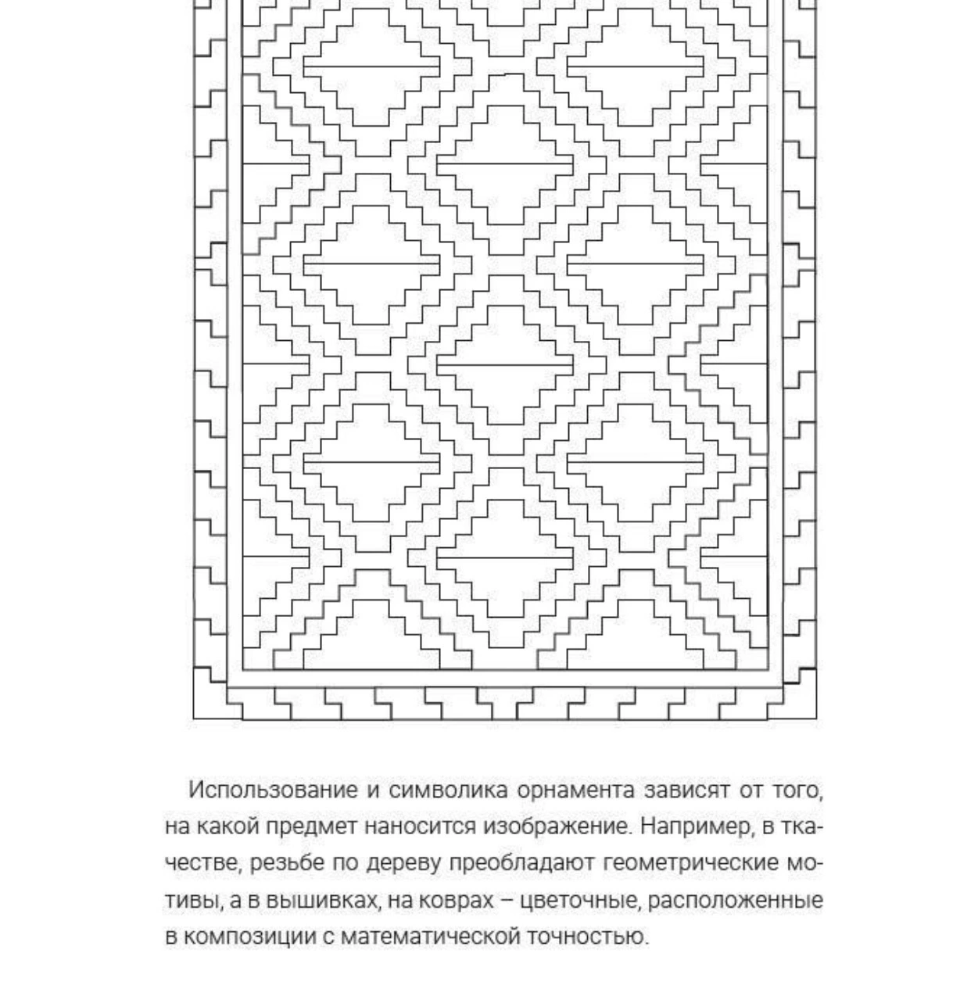 Использование и символика орнамента зависят от того,
на какой предмет наносится изображение. Например, в тка-
честве, резьбе по дереву преобладают геометрические мо-
тивы, а в вышивках, на коврах – цветочные, расположенные
в композиции с математической точностью.